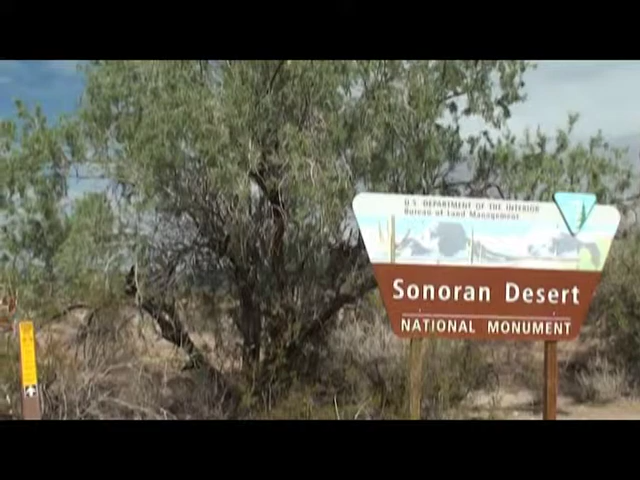 U.S. DEPARTMENT OF THE INTERIOR
Bureau of Land Management
Sonoran Desert
NATIONAL MONUMENT